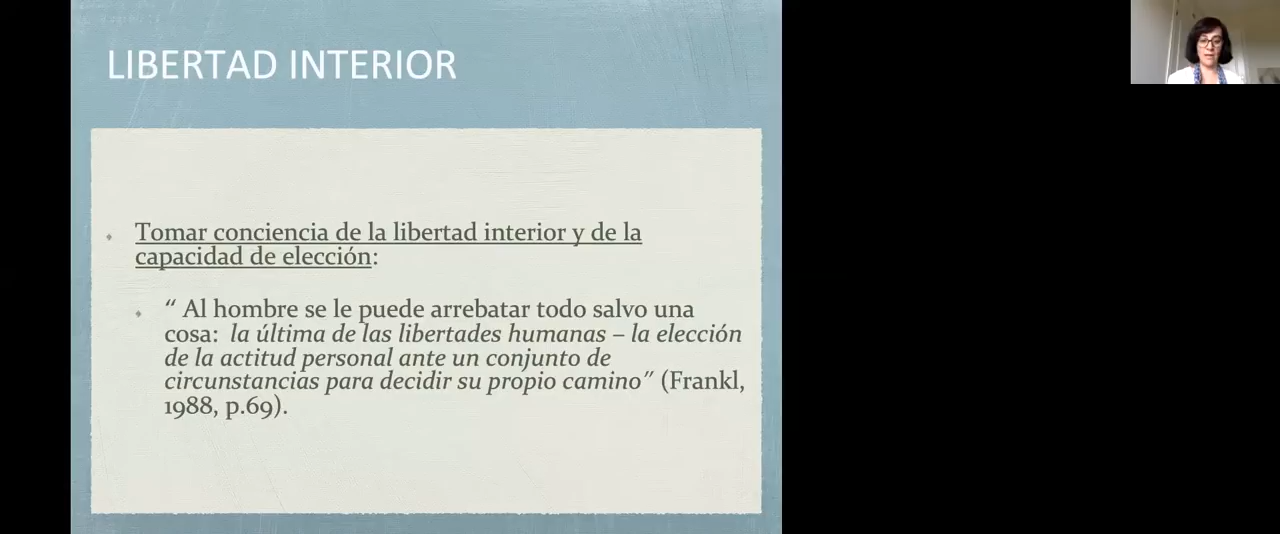 LIBERTAD INTERIOR
Tomar conciencia de la libertad interior y de la
capacidad de elección:
“ Al hombre se le puede arrebatar todo salvo una
cosa: la última de las libertades humanas – la elección
de la actitud personal ante un conjunto de
circunstancias para decidir su propio camino” (Frankl,
1988, p.69).